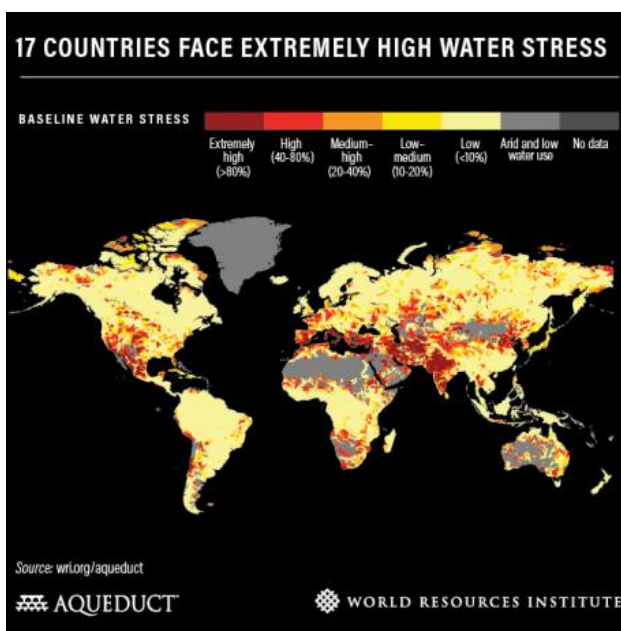 17 COUNTRIES FACE EXTREMELY HIGH WATER STRESS
BASELINE WATER STRESS
Extremely high (>80%)
High (40-80%)
Medium-high (20-40%)
Low-medium (10-20%)
Low (<10%)
Arid and low water use
No data
Source: wri.org/aqueduct
AQUEDUCT™
WORLD RESOURCES INSTITUTE